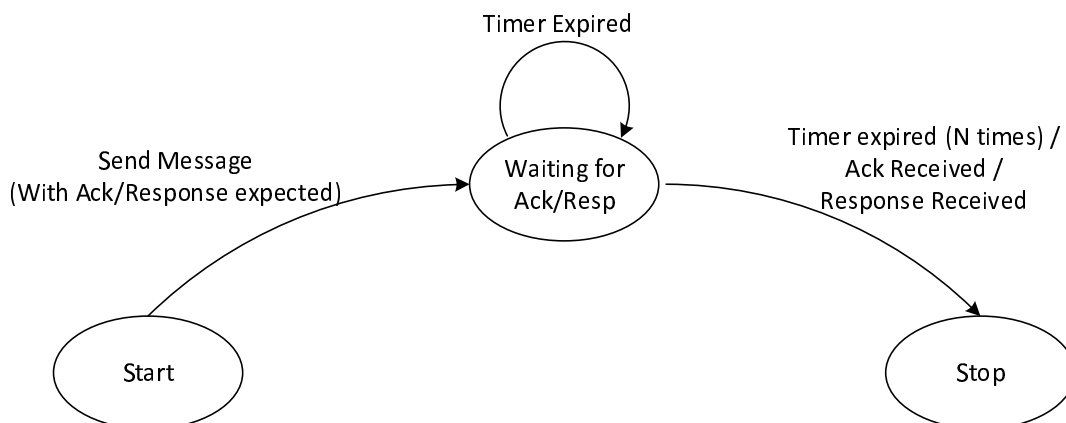 Timer Expired
Send Message
(With Ack/Response expected)
Waiting for
Ack/Resp
Timer expired (N times) /
Ack Received /
Response Received
Start
Stop